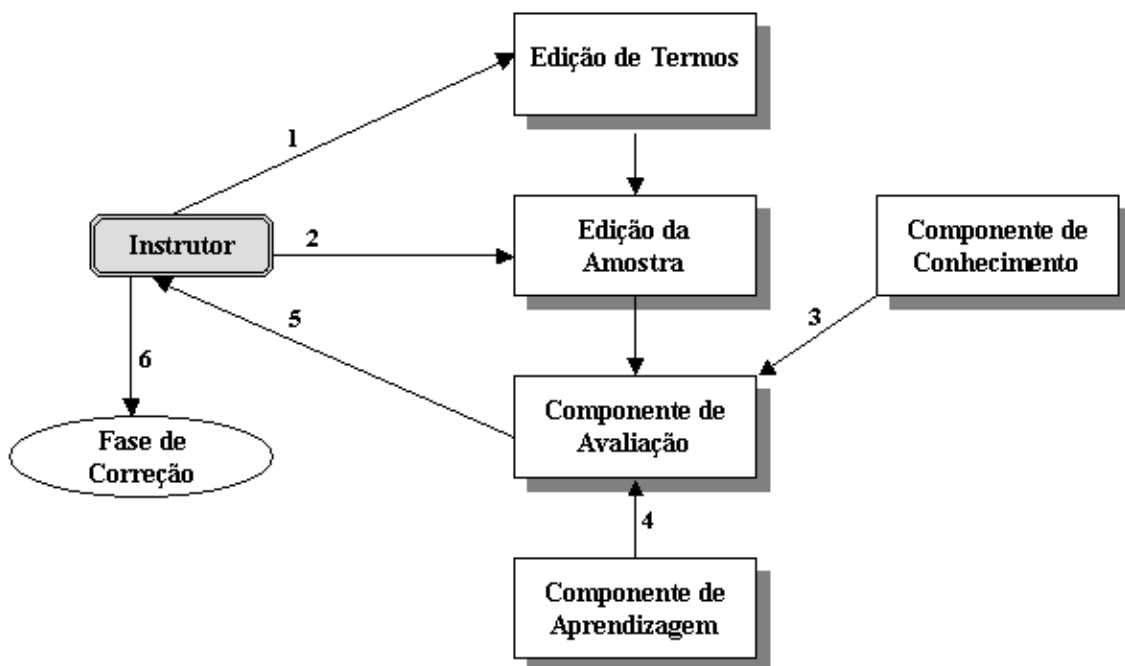 Edição de Termos
1
Instrutor
2
Edição da
Amostra
Componente de
Conhecimento
3
5
6
Fase de
Correção
Componente de
Avaliação
4
Componente de
Aprendizagem